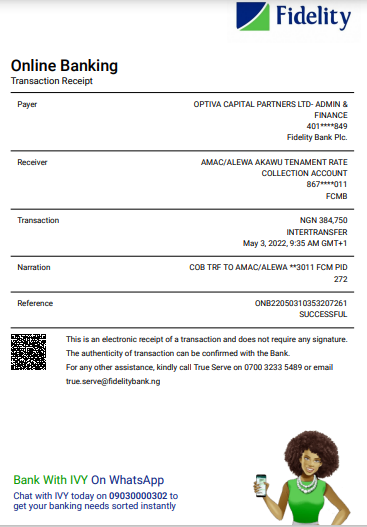 Fidelity
Online Banking
Transaction Receipt
Payer
OPTIVA CAPITAL PARTNERS LTD- ADMIN &
FINANCE
401****849
Fidelity Bank Plc.
Receiver
AMAC/ALEWA AKAWU TENAMENT RATE
COLLECTION ACCOUNT
867****011
FCMB
Transaction
NGN 384,750
INTERTRANSFER
May 3, 2022, 9:35 AM GMT+1
Narration
COB TRF TO AMAC/ALEWA **3011 FCM PID
272
Reference
ONB22050310353207261
SUCCESSFUL
This is an electronic receipt of a transaction and does not require any signature.
The authenticity of transaction can be confirmed with the Bank.
For any other assistance, kindly call True Serve on 0700 3233 5489 or email
true.serve@fidelitybank.ng
Bank With IVY On WhatsApp
Chat with IVY today on 09030000302 to
get your banking needs sorted instantly